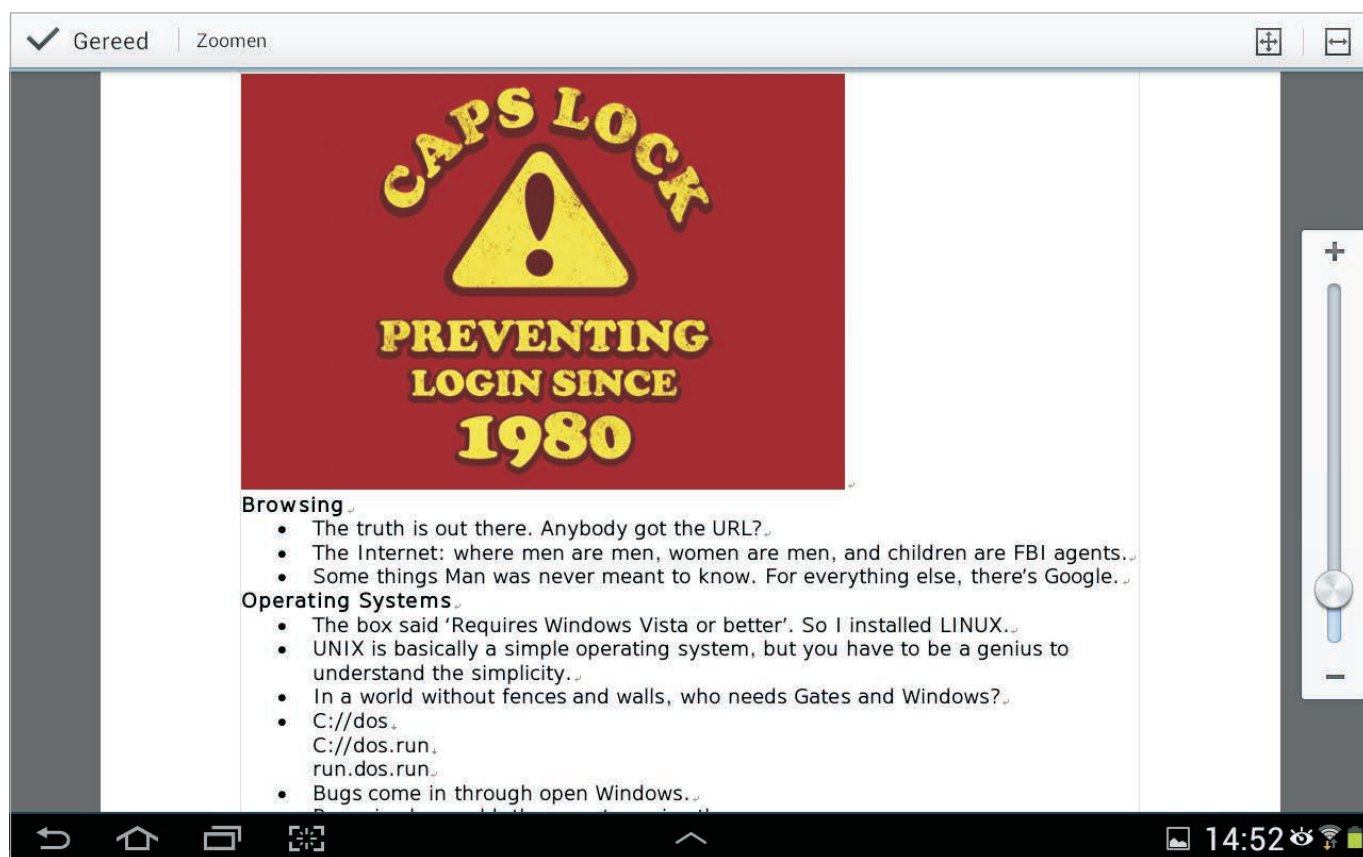 Gereed Zoomen
CAPS LOCK
PREVENTING
LOGIN SINCE
1980
Browsing
• The truth is out there. Anybody got the URL?
• The Internet: where men are men, women are men, and children are FBI agents.
• Some things Man was never meant to know. For everything else, there's Google.
Operating Systems
• The box said ‘Requires Windows Vista or better’. So I installed LINUX.
• UNIX is basically a simple operating system, but you have to be a genius to
understand the simplicity.
• In a world without fences and walls, who needs Gates and Windows?
• C://dos
C://dos.run
run.dos.run
• Bugs come in through open Windows.
14:52